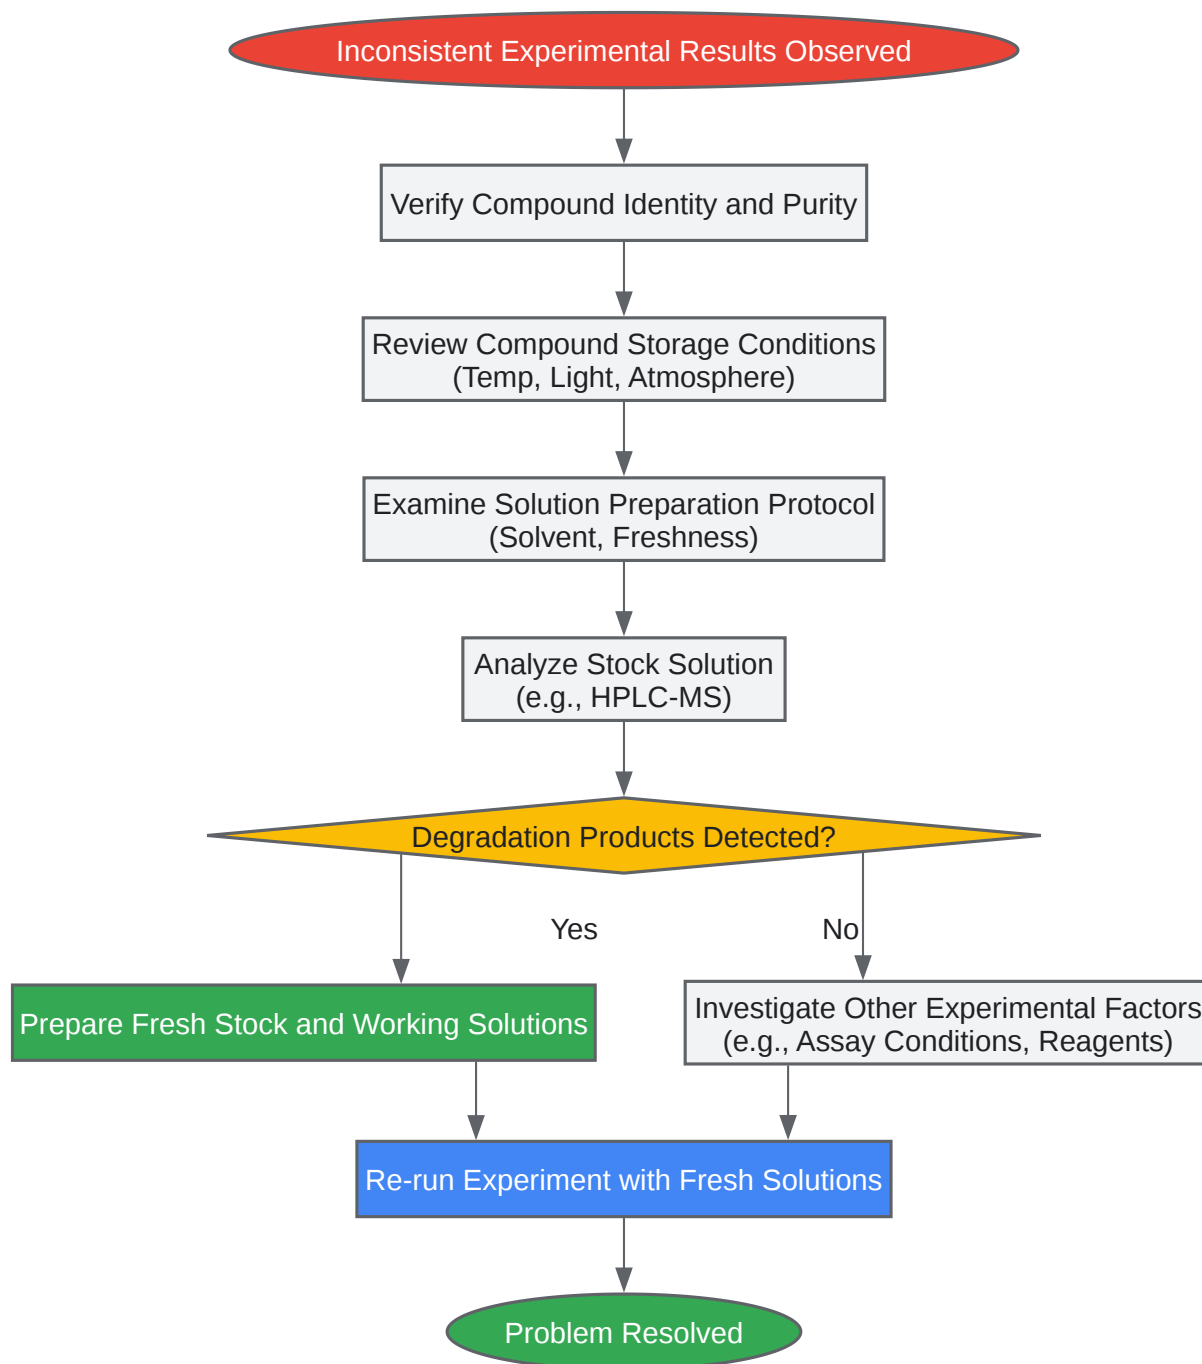 Inconsistent Experimental Results Observed
Verify Compound Identity and Purity
Review Compound Storage Conditions
(Temp, Light, Atmosphere)
Examine Solution Preparation Protocol
(Solvent, Freshness)
Analyze Stock Solution
(e.g., HPLC-MS)
Degradation Products Detected?
Yes
No
Prepare Fresh Stock and Working Solutions
Investigate Other Experimental Factors
(e.g., Assay Conditions, Reagents)
Re-run Experiment with Fresh Solutions
Problem Resolved